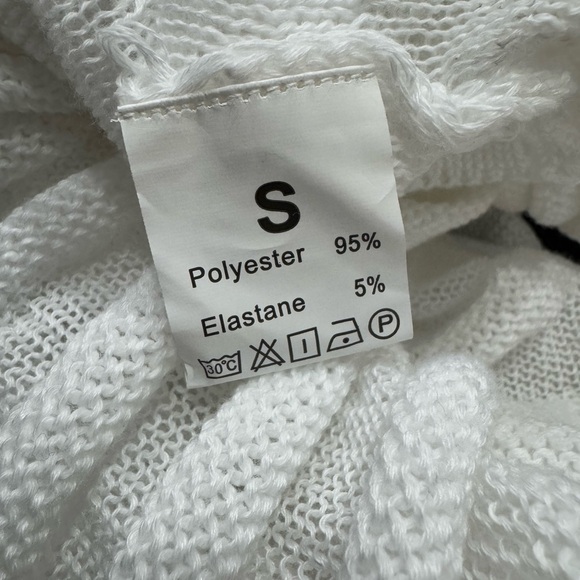 S
Polyester 95%
Elastane 5%
30°C P